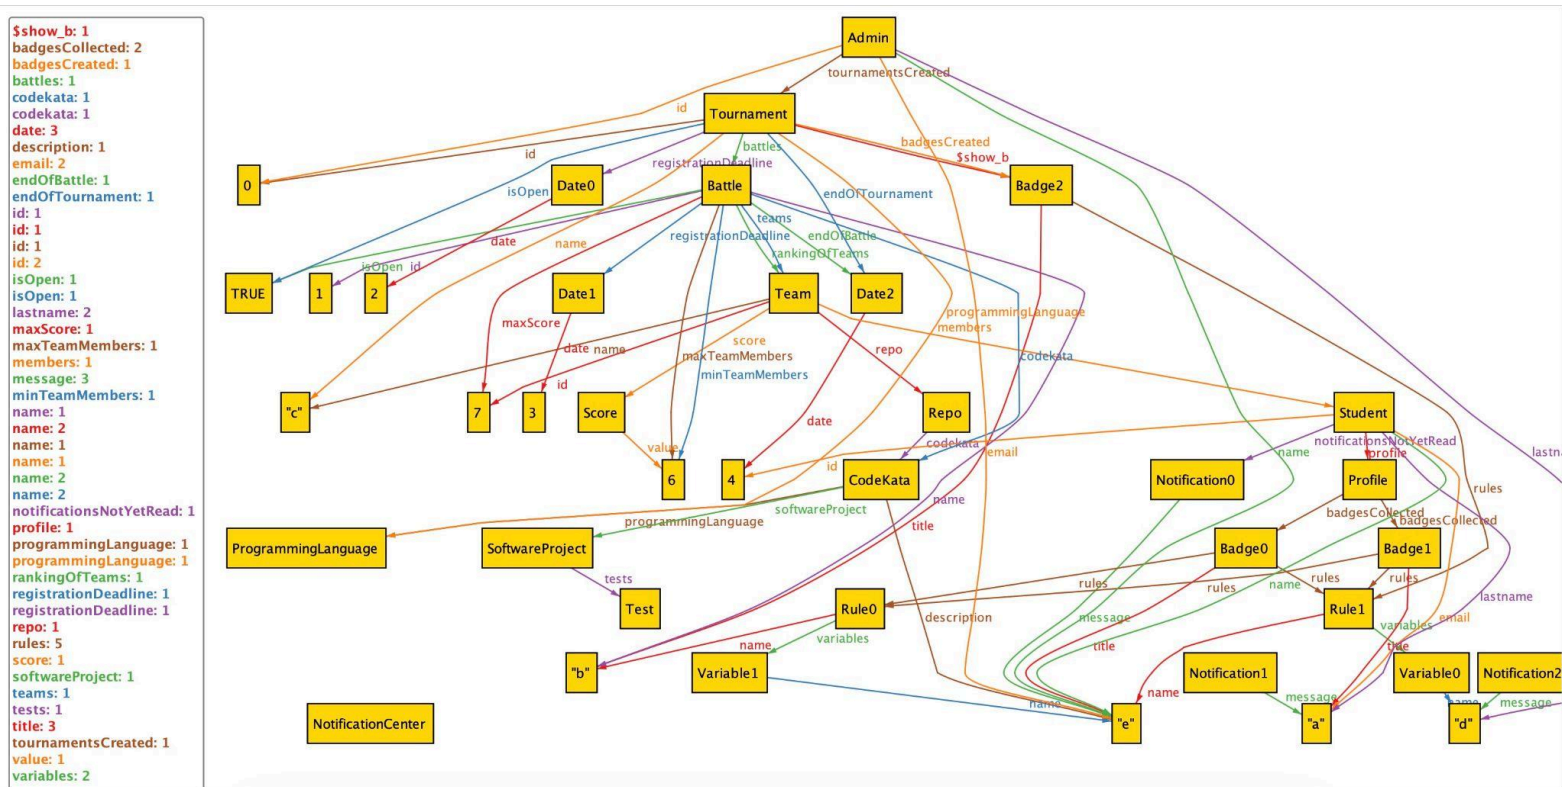 $show_b: 1
badgesCollected: 2
badgesCreated: 1
battles: 1
codekata: 1
codekata: 1
date: 3
description: 1
email: 2
endOfBattle: 1
endOfTournament: 1
id: 1
id: 1
id: 1
id: 2
isOpen: 1
isOpen: 1
lastname: 2
maxScore: 1
maxTeamMembers: 1
members: 1
message: 3
minTeamMembers: 1
name: 1
name: 2
name: 1
name: 1
name: 2
name: 2
notificationsNotYetRead: 1
profile: 1
programmingLanguage: 1
programmingLanguage: 1
rankingOfTeams: 1
registrationDeadline: 1
registrationDeadline: 1
repo: 1
rules: 5
score: 1
softwareProject: 1
teams: 1
tests: 1
title: 3
tournamentsCreated: 1
value: 1
variables: 2
Admin
tournamentsCreated
id
Tournament
badgesCreated
battles
id
$show_b
registrationDeadline
0
Date0
Battle
Badge2
isOpen
endOfTournament
teams
registrationDeadline
endOfBattle
date
name
rankingOfTeams
isOpen
id
TRUE
1
2
Date1
Team
Date2
programmingLanguage
maxScore
members
score
date
name
repo
maxTeamMembers
codekata
minTeamMembers
id
"c"
7
3
Score
Repo
Student
date
codekata
notificationsNotYetRead
value
email
name
profile
lastn
id
6
4
CodeKata
Notification0
Profile
rules
name
softwareProject
badgesCollected
programmingLanguage
title
badgesCollected
ProgrammingLanguage
SoftwareProject
Badge0
Badge1
tests
rules
rules
name
rules
rules
lastname
Test
Rule0
Rule1
description
message
email
variables
variables
name
title
title
"b"
Variable1
Notification1
Variable0
Notification2
name
message
name
name
message
NotificationCenter
"e"
"a"
"d"